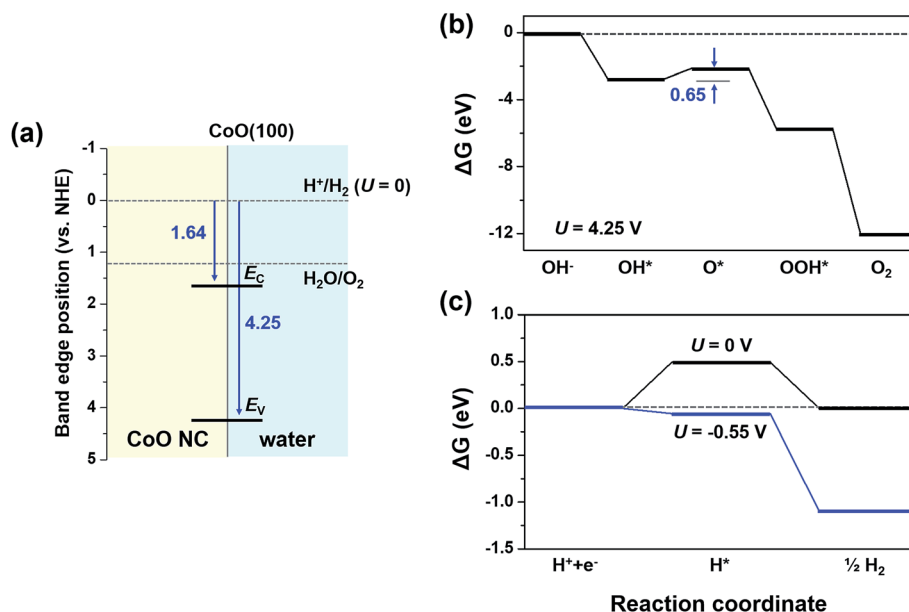 (a)
CoO(100)
Band edge position (vs. NHE)
-1
0
1
2
3
4
5
H⁺/H₂ (U = 0)
1.64
H₂O/O₂
E_C
4.25
E_V
CoO NC
water
(b)
ΔG (eV)
0
-4
-8
-12
0.65
U = 4.25 V
OH⁻ OH* O* OOH* O₂
(c)
ΔG (eV)
1.0
0.5
0.0
-0.5
-1.0
-1.5
U = 0 V
U = -0.55 V
H⁺+e⁻ H* ½ H₂
Reaction coordinate